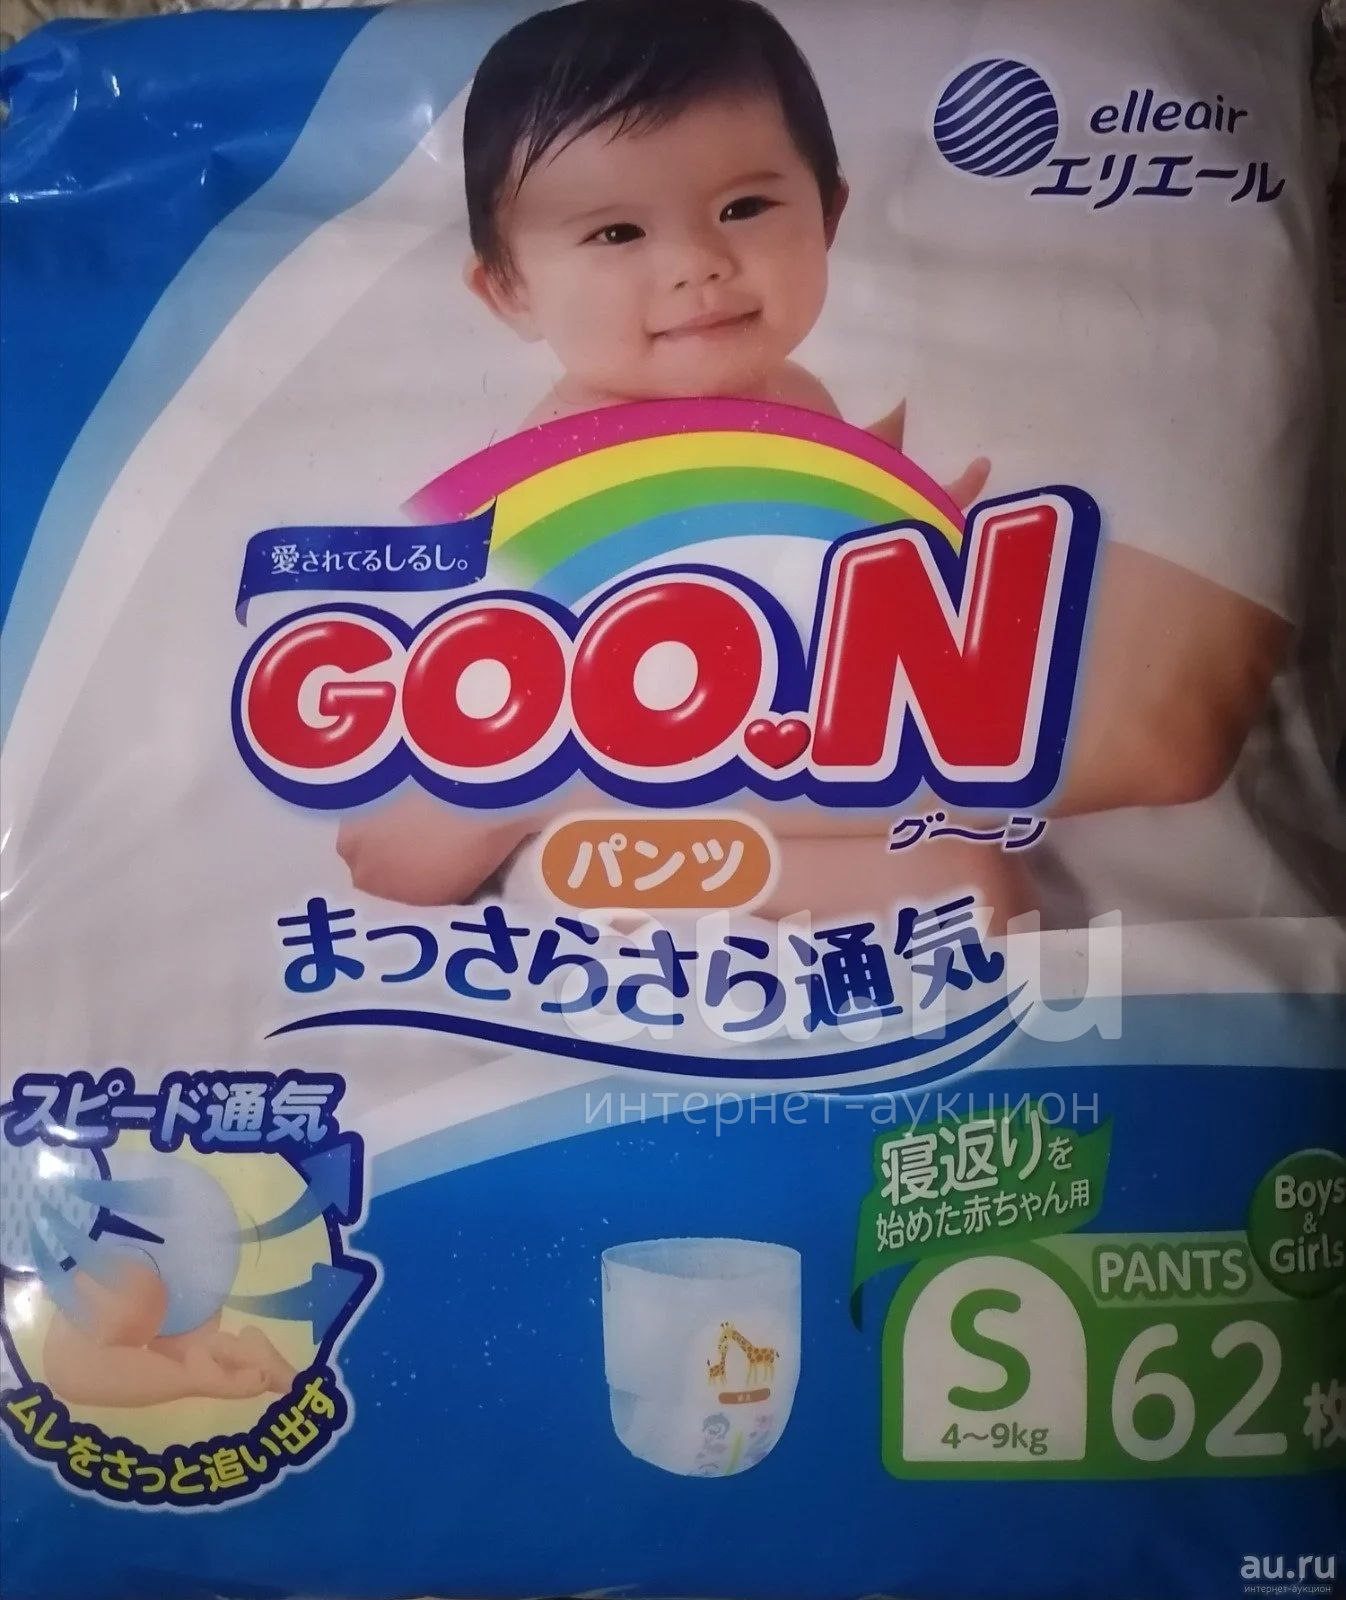 elleair
エリエール
愛されてるしるし。
GOO.N
グ〜ン
パンツ
まっさらさら通気
au.ru
интернет-аукцион
スピード通気
ムレをさっと追い出す
寝返りを
始めた赤ちゃん用
Boys
&
Girls
PANTS
S
4〜9kg
62枚
au.ru
интернет-аукцион